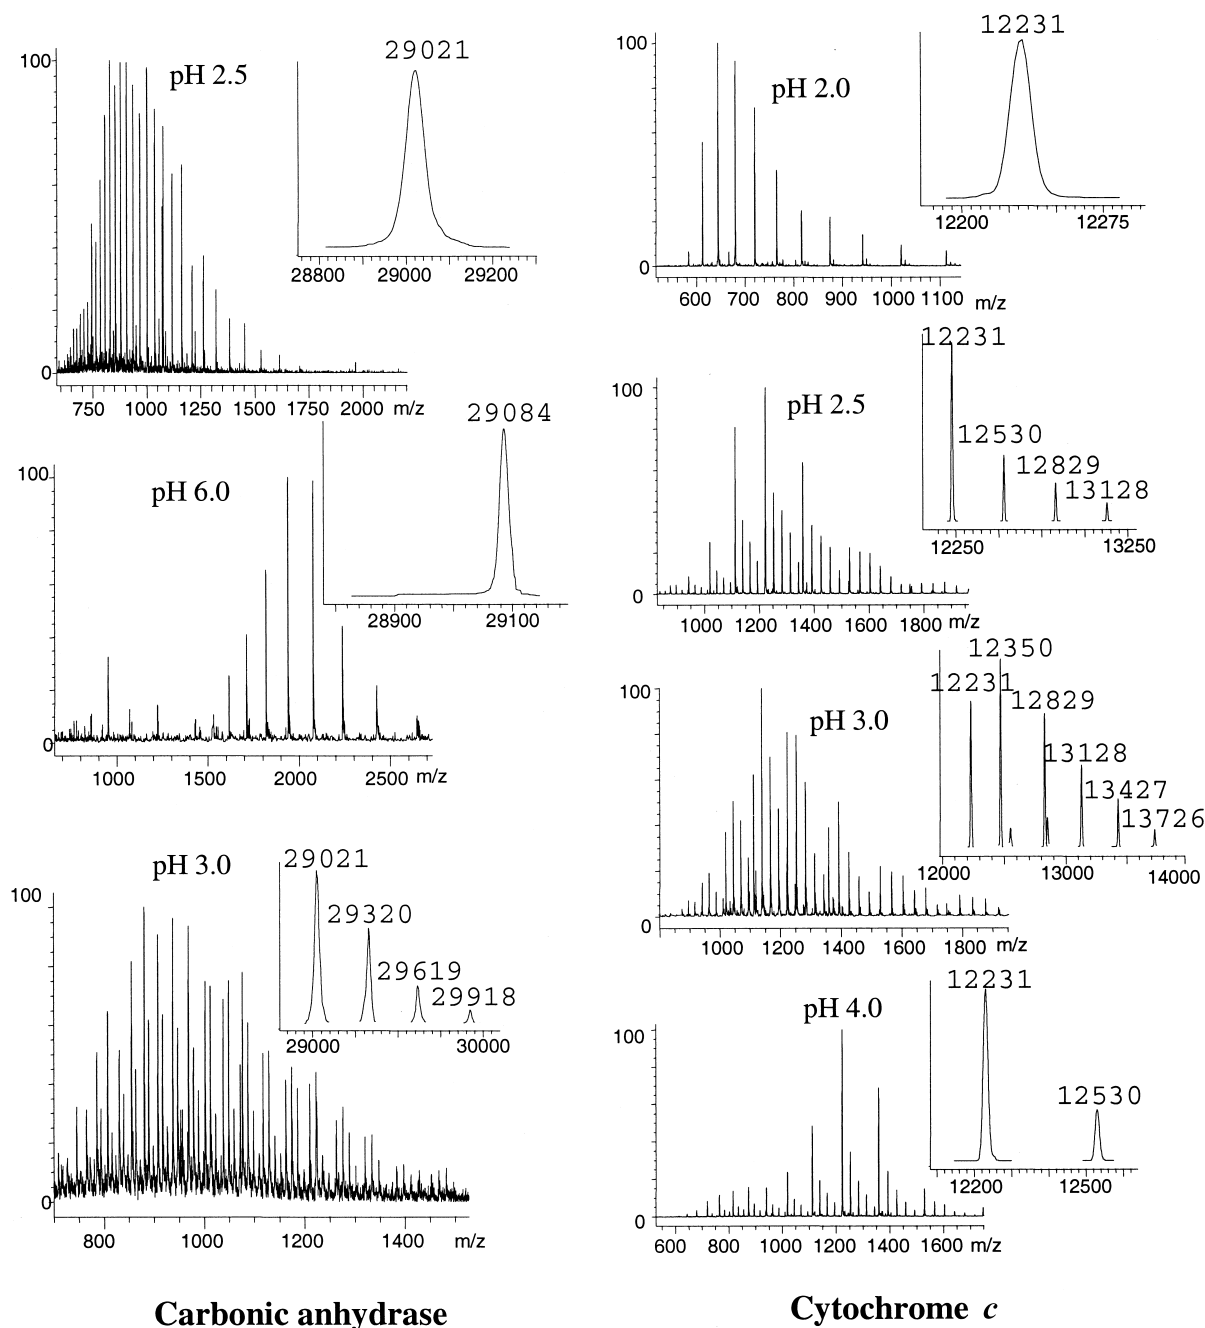 100
pH 2.5
29021
28800 29000 29200
0
750 1000 1250 1500 1750 2000 m/z
100
pH 6.0
29084
28900 29100
0
1000 1500 2000 2500 m/z
100
pH 3.0
29021
29320
29619
29918
29000 30000
0
800 1000 1200 1400 m/z
Carbonic anhydrase
100
pH 2.0
12231
12200 12275
0
600 700 800 900 1000 1100 m/z
100
pH 2.5
12231
12530
12829
13128
12250 13250
0
1000 1200 1400 1600 1800 m/z
100
pH 3.0
12350
12231
12829
13128
13427
13726
12000 13000 14000
0
1000 1200 1400 1600 1800 m/z
100
pH 4.0
12231
12530
12200 12500
0
600 800 1000 1200 1400 1600 m/z
Cytochrome c